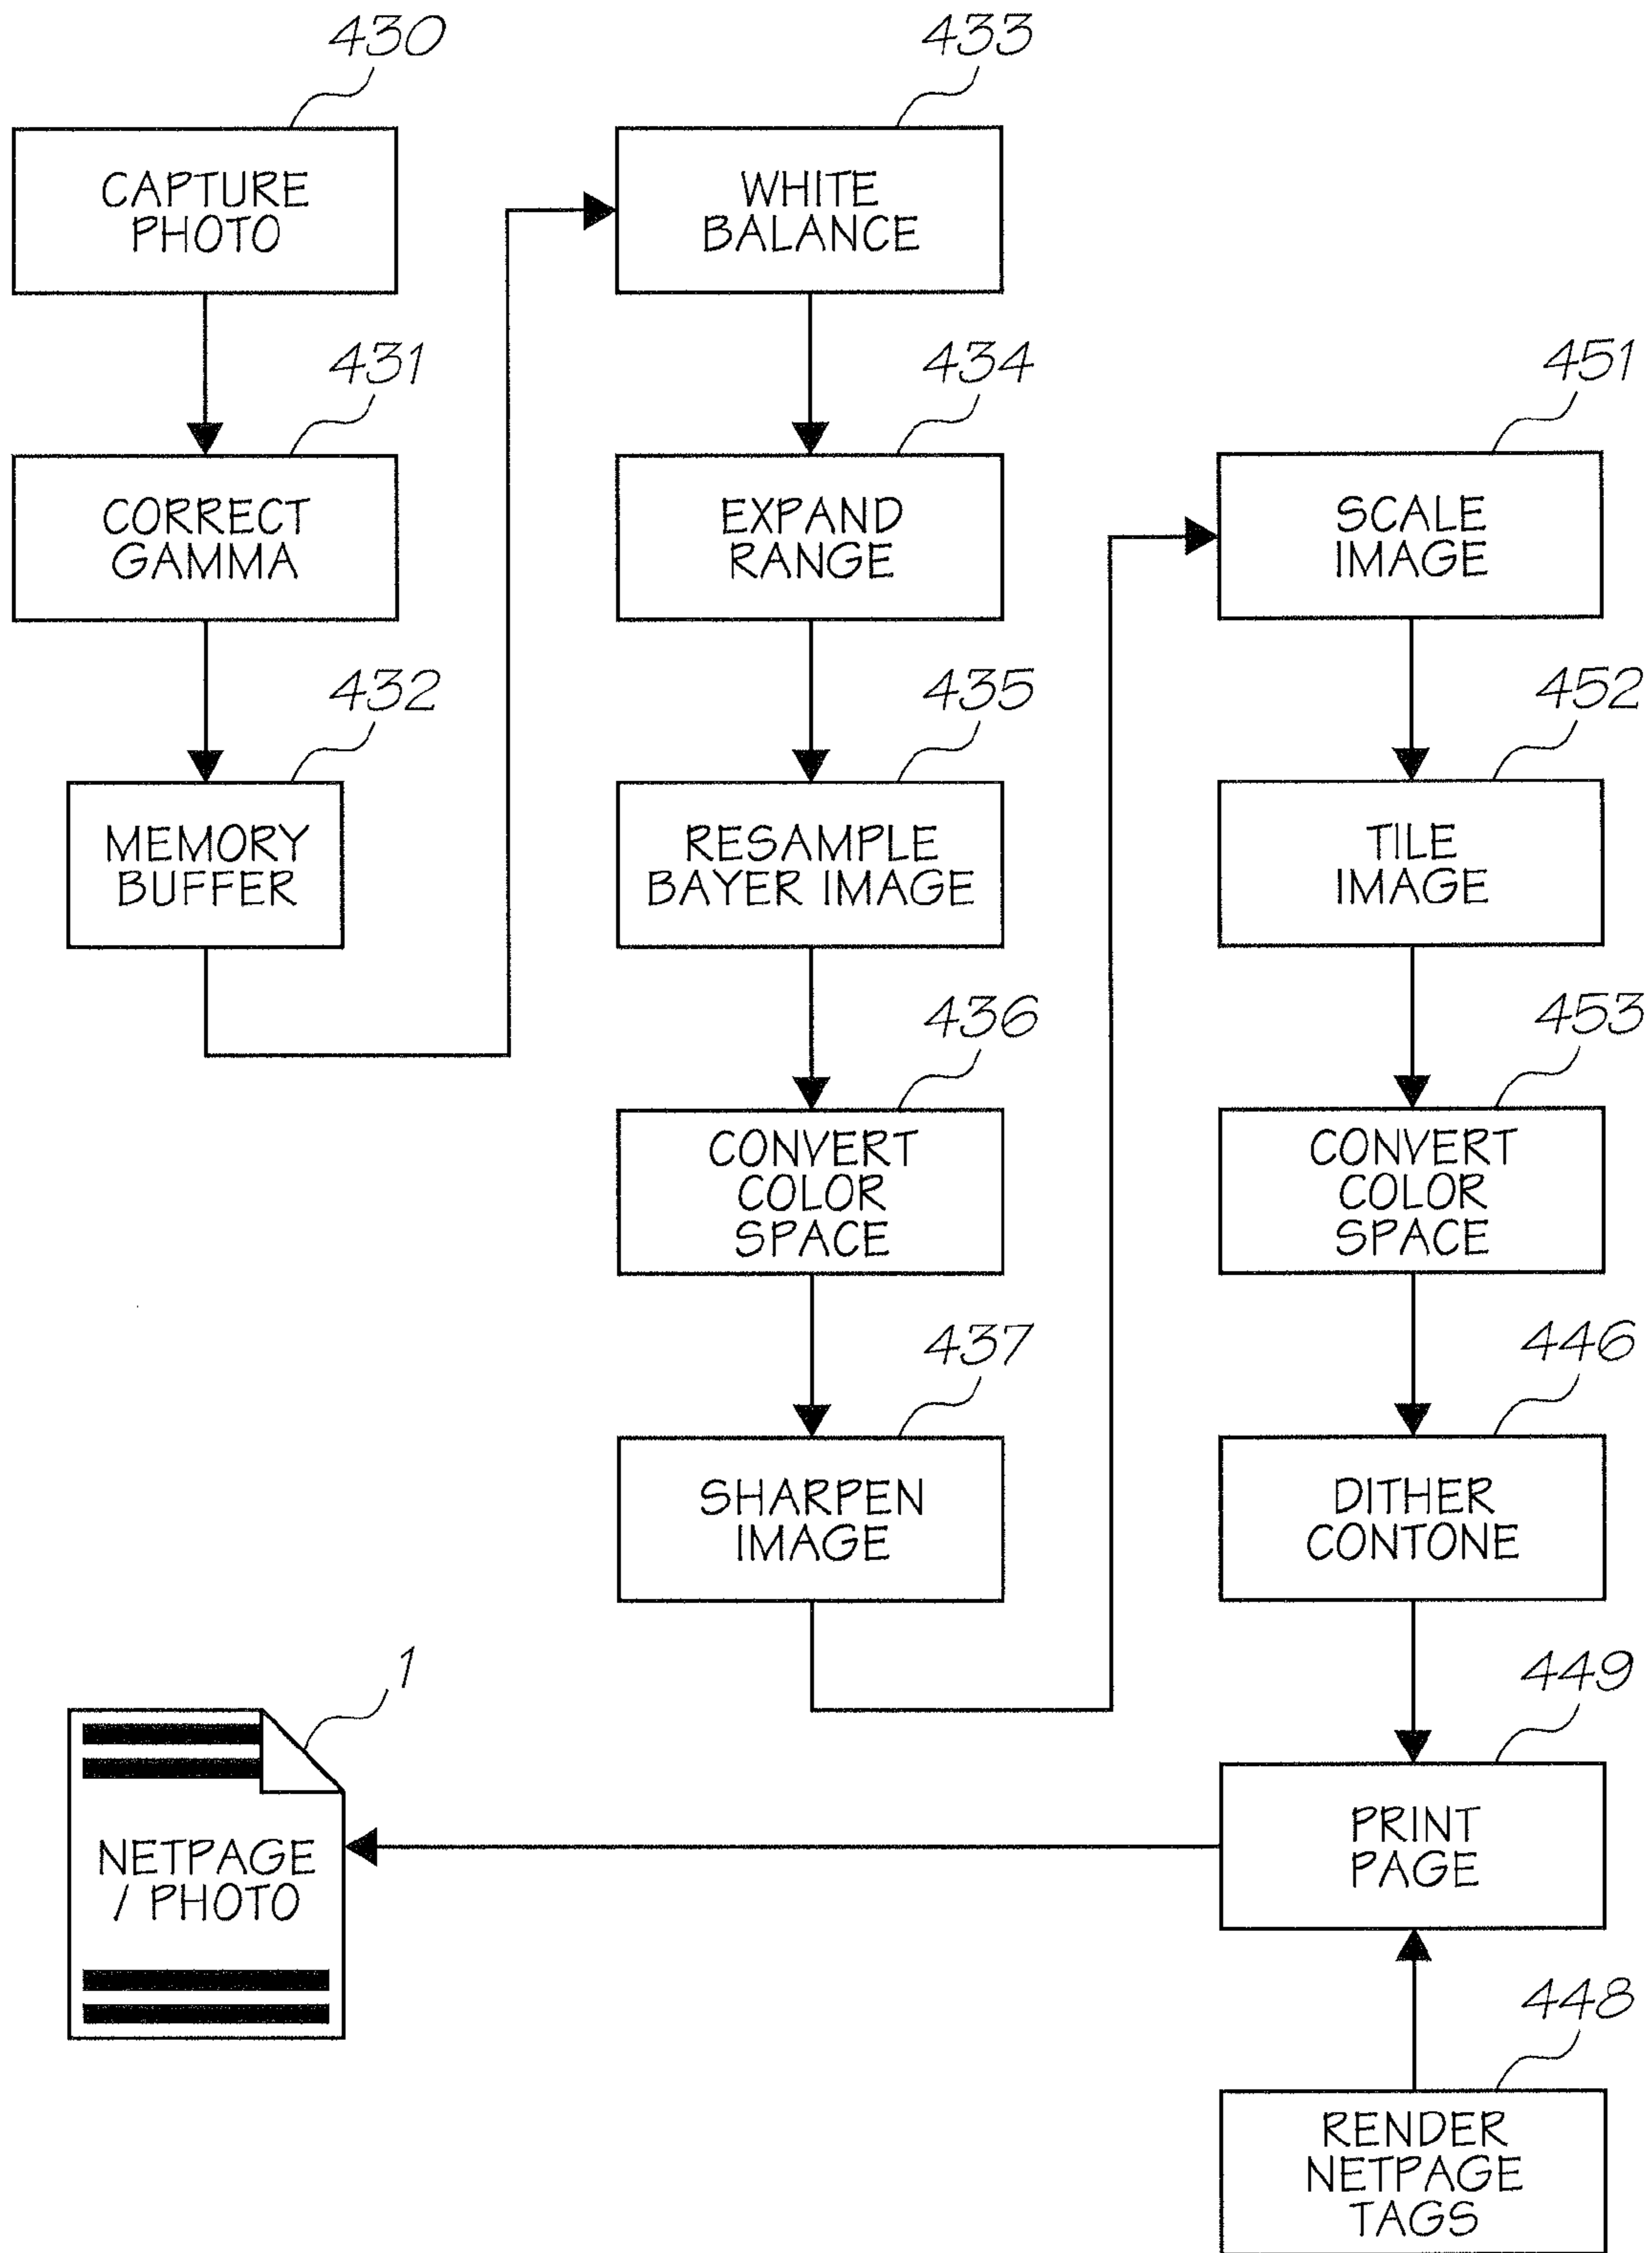 430
CAPTURE
PHOTO
431
CORRECT
GAMMA
432
MEMORY
BUFFER
433
WHITE
BALANCE
434
EXPAND
RANGE
435
RESAMPLE
BAYER IMAGE
436
CONVERT
COLOR
SPACE
437
SHARPEN
IMAGE
451
SCALE
IMAGE
452
TILE
IMAGE
453
CONVERT
COLOR
SPACE
446
DITHER
CONTONE
449
PRINT
PAGE
448
RENDER
NETPAGE
TAGS
1
NETPAGE
/ PHOTO